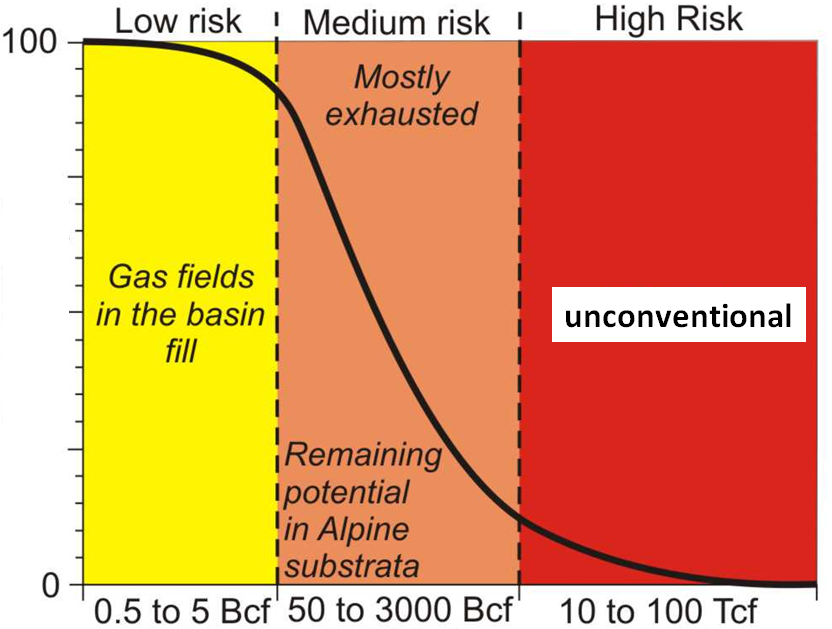 Low risk
Medium risk
High Risk
100
Mostly
exhausted
Gas fields
in the basin
fill
unconventional
Remaining
potential
in Alpine
substrata
0
0.5 to 5 Bcf
50 to 3000 Bcf
10 to 100 Tcf